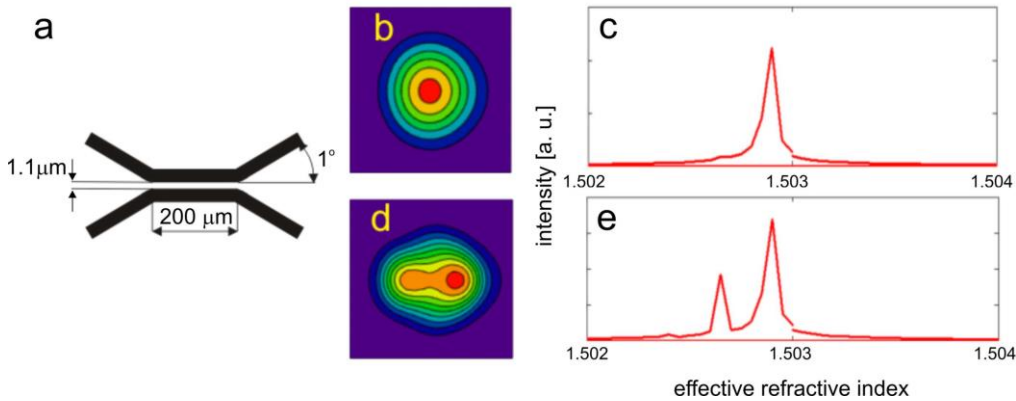 a
1.1μm
1°
200 μm
b
d
c
intensity [a. u.]
1.502
1.503
1.504
e
1.502
1.503
1.504
effective refractive index